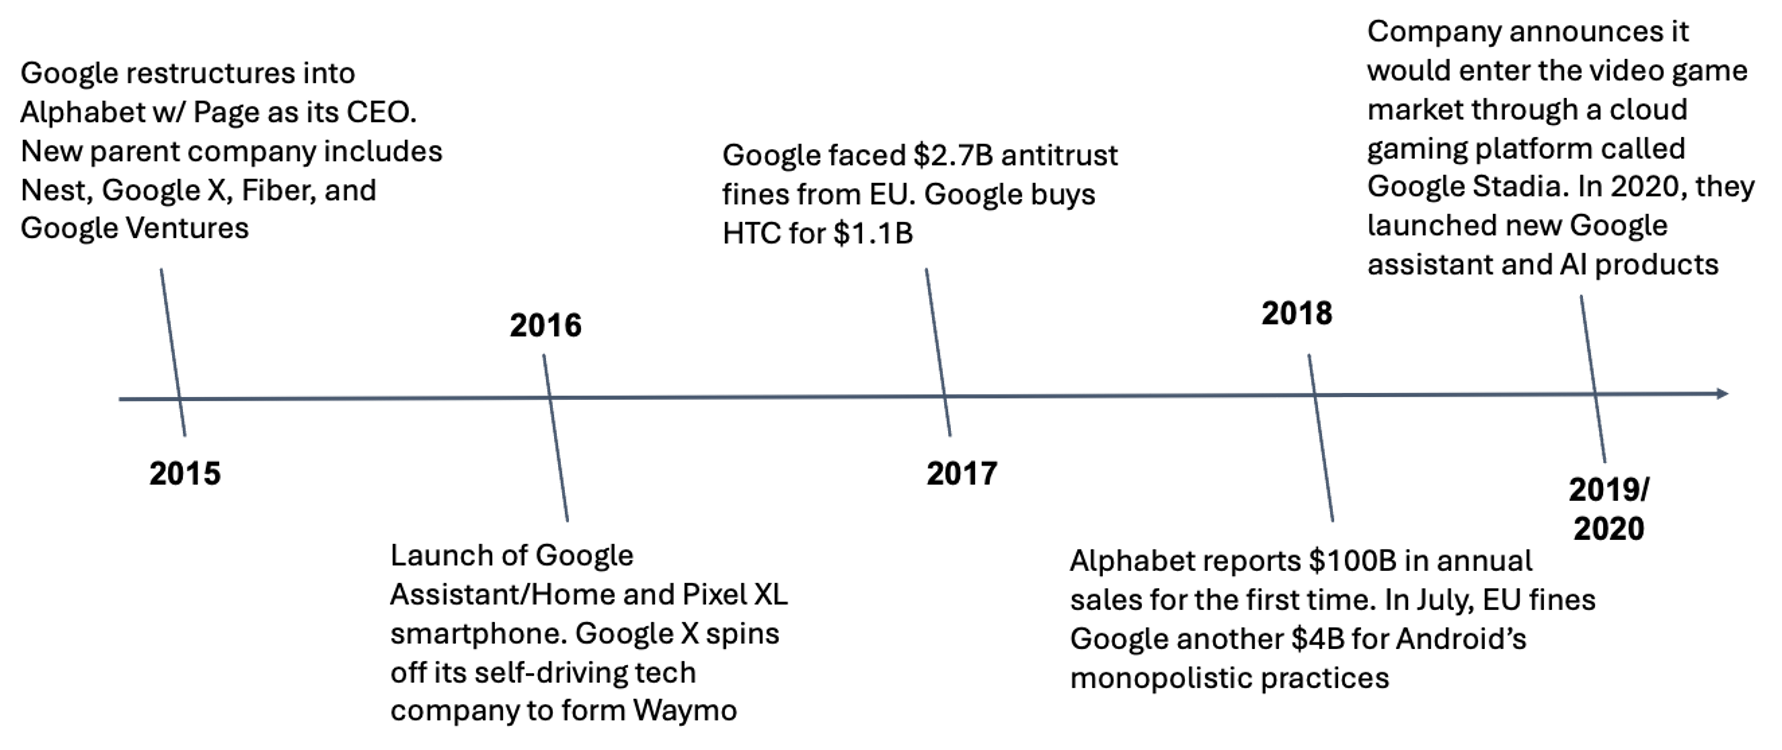 Google restructures into
Alphabet w/ Page as its CEO.
New parent company includes
Nest, Google X, Fiber, and
Google Ventures
2015
2016
Launch of Google
Assistant/Home and Pixel XL
smartphone. Google X spins
off its self-driving tech
company to form Waymo
Google faced $2.7B antitrust
fines from EU. Google buys
HTC for $1.1B
2017
2018
Alphabet reports $100B in annual
sales for the first time. In July, EU fines
Google another $4B for Android’s
monopolistic practices
Company announces it
would enter the video game
market through a cloud
gaming platform called
Google Stadia. In 2020, they
launched new Google
assistant and AI products
2019/
2020